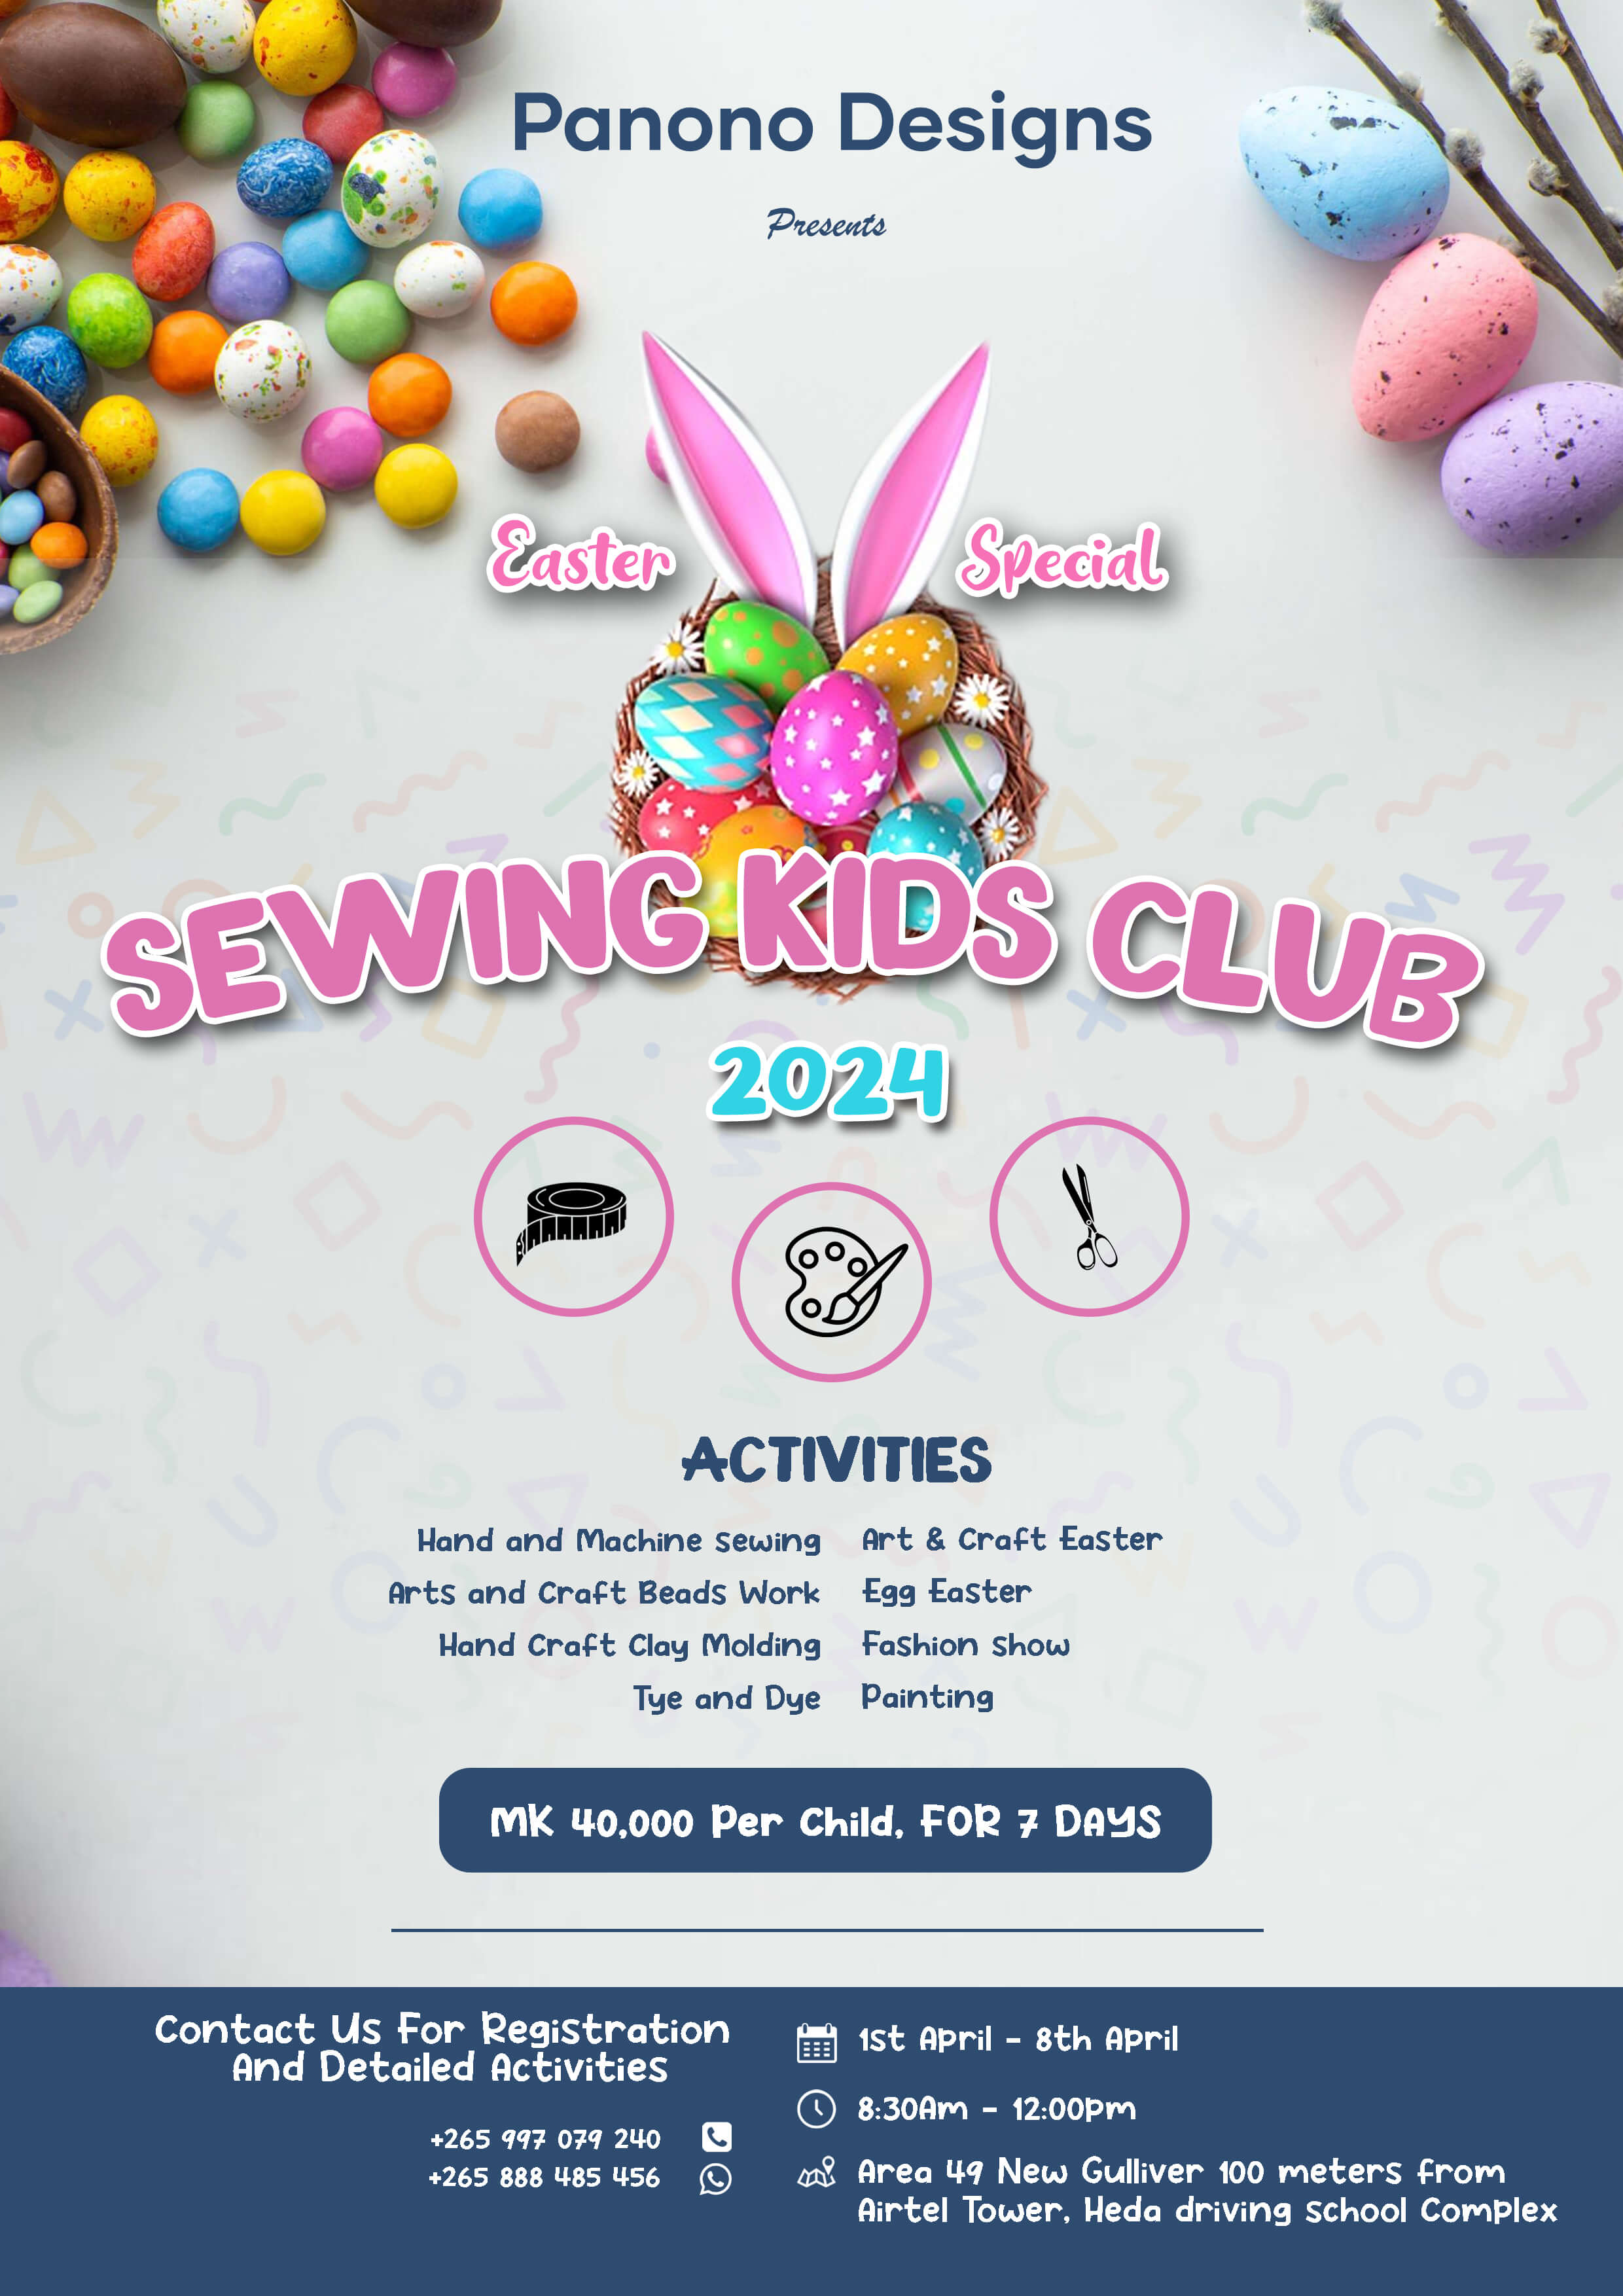 Panono Designs
Presents
Easter Special
SEWING KIDS CLUB
2024
ACTIVITIES
Hand and Machine sewing
Arts and Craft Beads Work
Hand Craft Clay Molding
Tye and Dye
Art & Craft Easter
Egg Easter
Fashion show
Painting
MK 40,000 Per Child, FOR 7 DAYS
Contact Us For Registration
And Detailed Activities
+265 997 079 240
+265 888 485 456
1st April - 8th April
8:30Am - 12:00pm
Area 49 New Gulliver 100 meters from
Airtel Tower, Heda driving school Complex